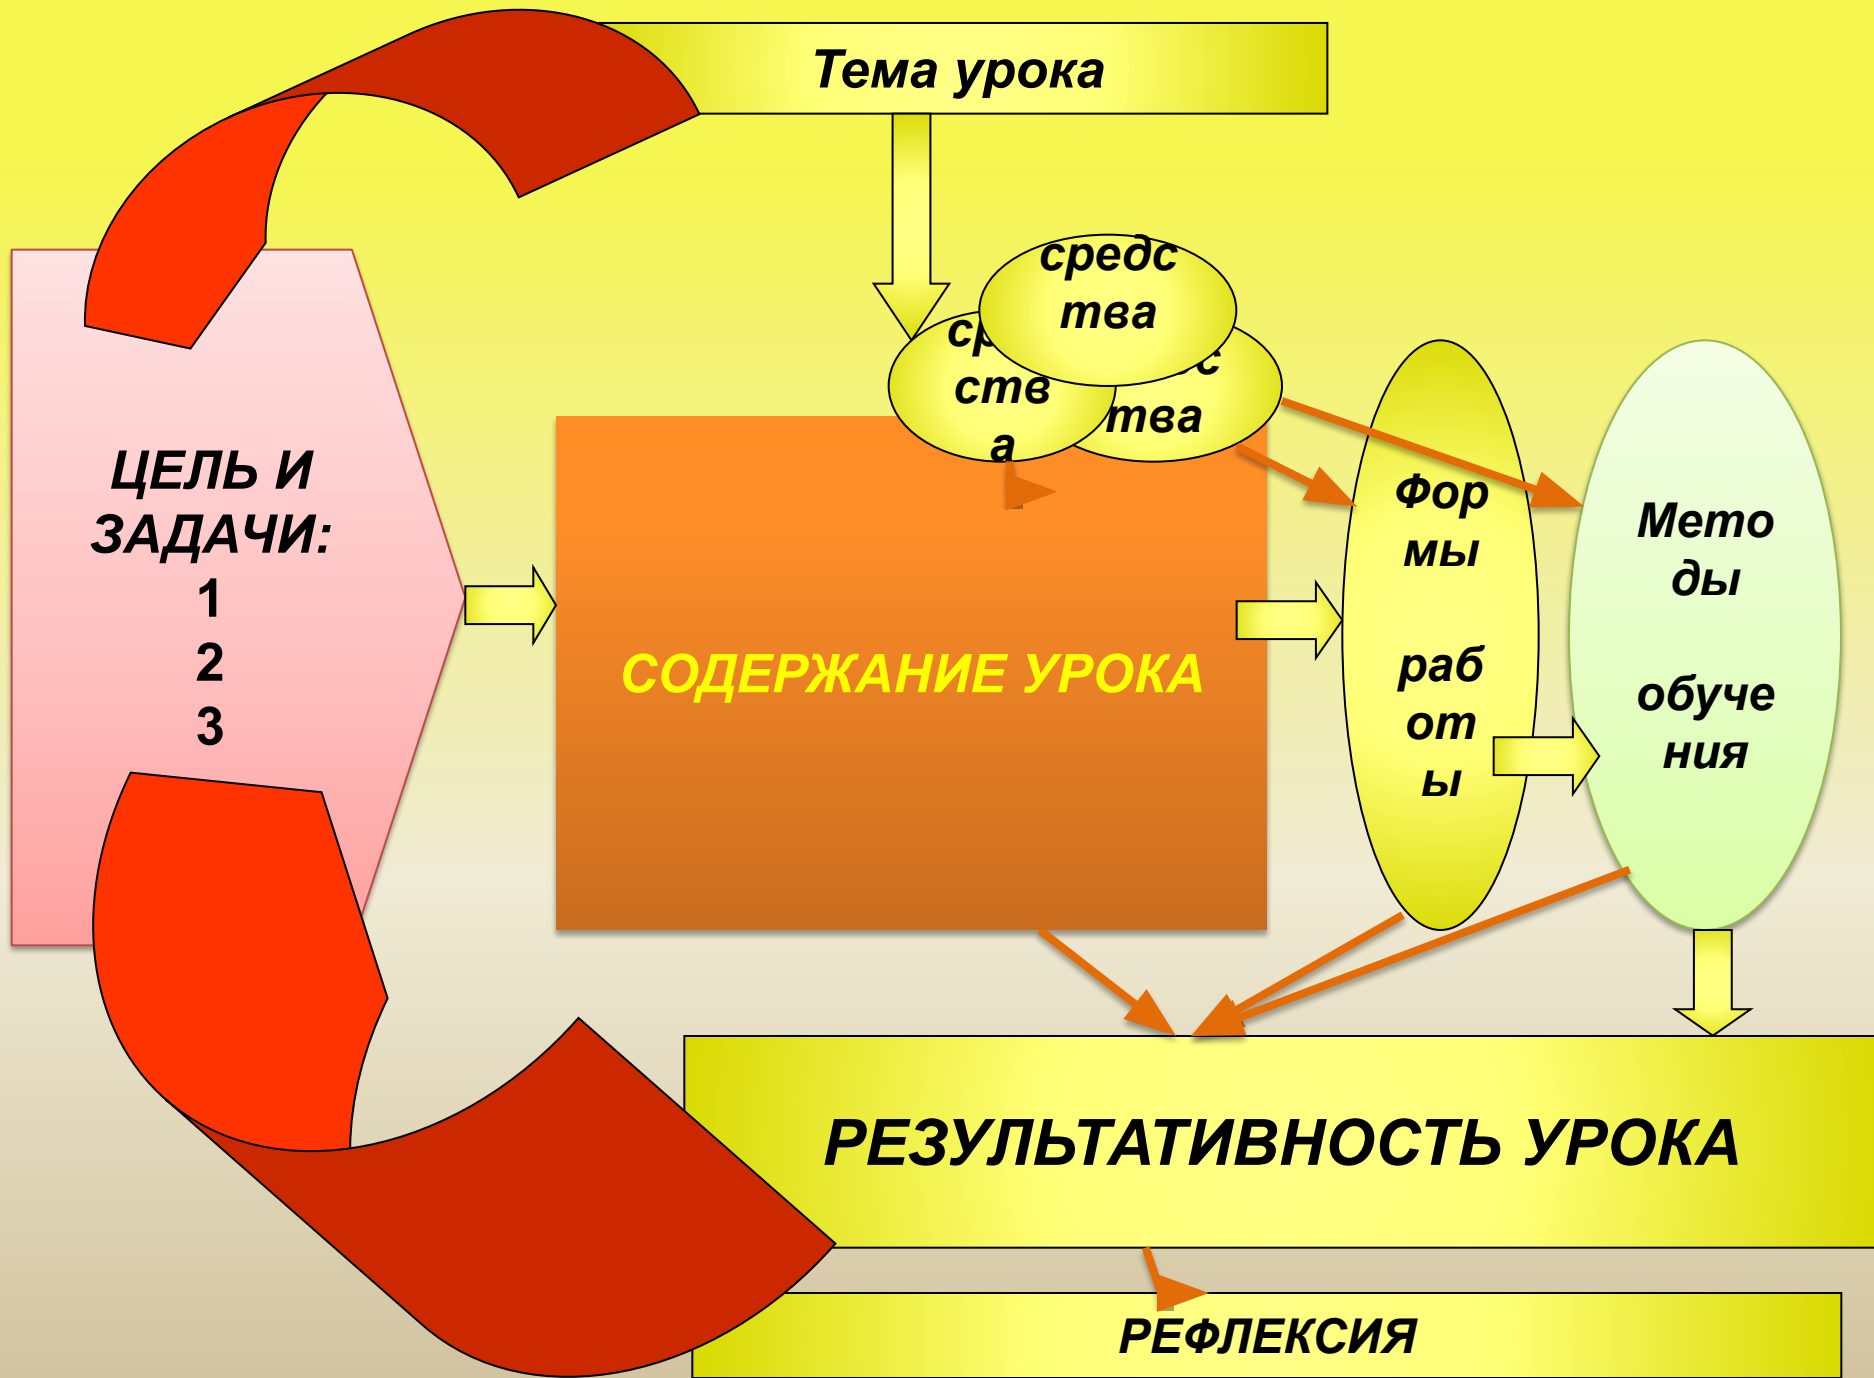 Тема урока
средс
тва
ств
а
тва
ЦЕЛЬ И
ЗАДАЧИ:
1
2
3
СОДЕРЖАНИЕ УРОКА
Фор
мы
раб
от
ы
Мето
ды
обуче
ния
РЕЗУЛЬТАТИВНОСТЬ УРОКА
РЕФЛЕКСИЯ